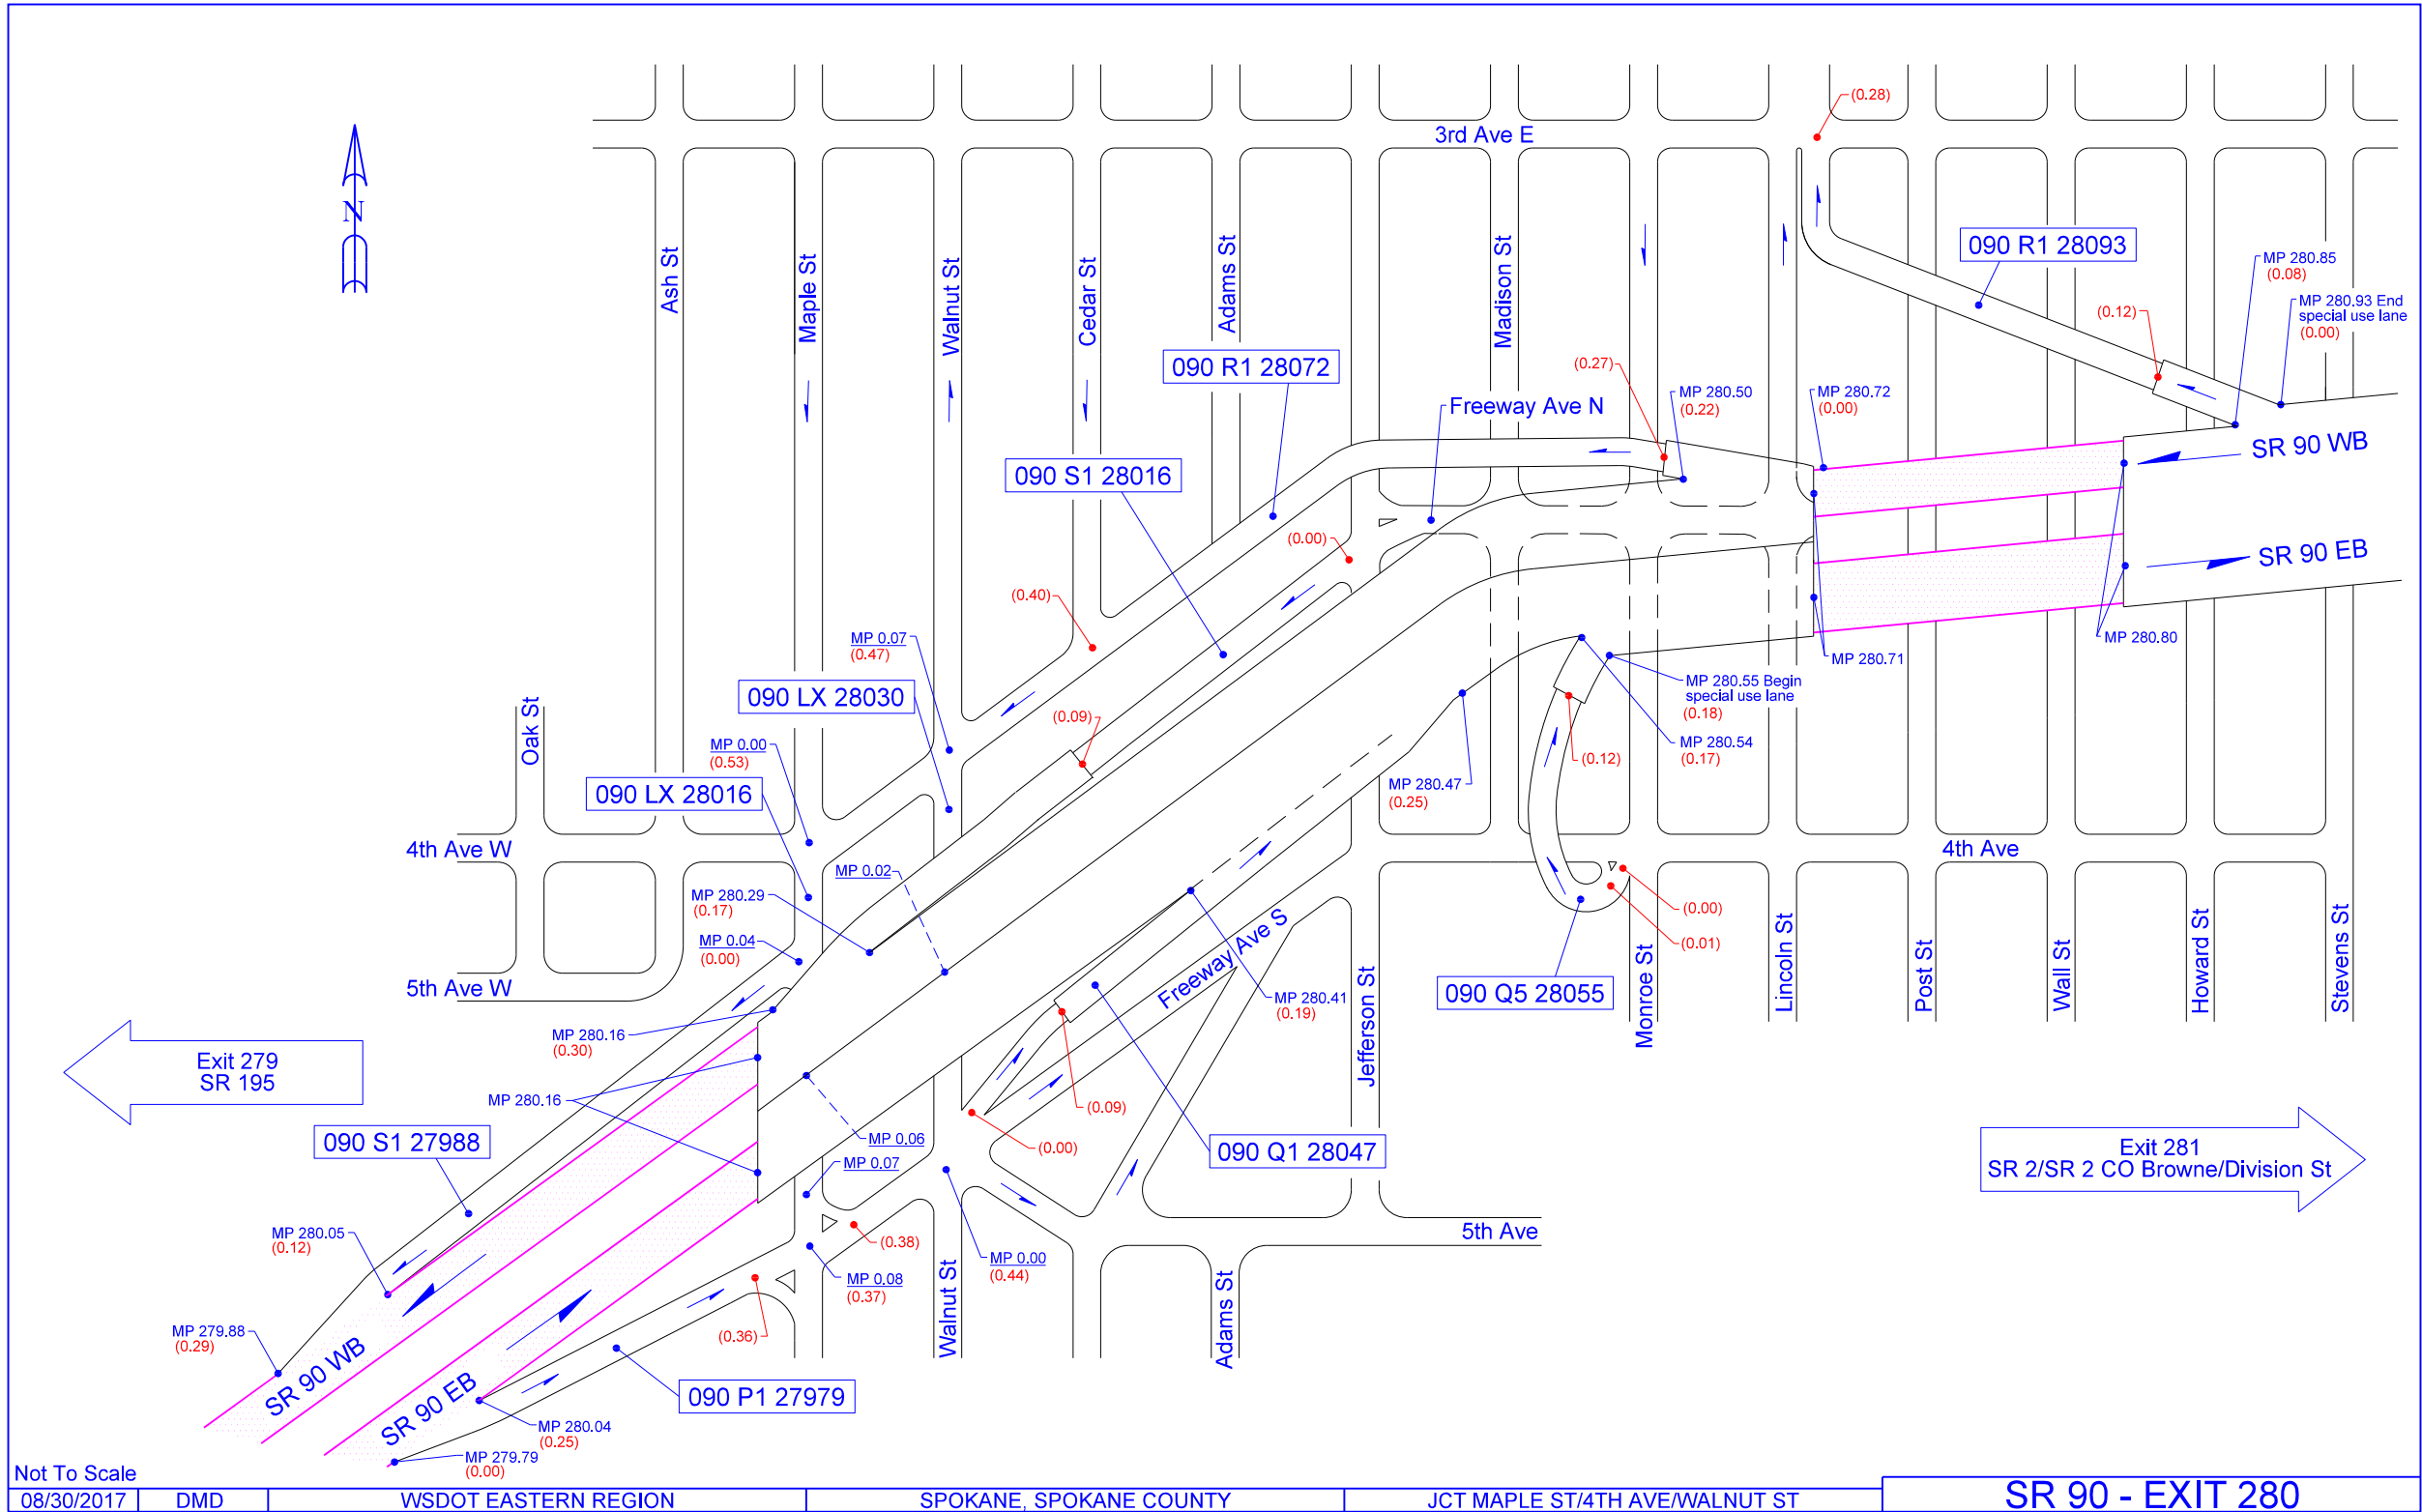 (0.28)
3rd Ave E
N
Ash St
Maple St
Walnut St
Cedar St
Adams St
Madison St
090 R1 28093
MP 280.85
(0.08)
MP 280.93 End
special use lane
(0.00)
(0.12)
090 R1 28072
(0.27)
MP 280.50
(0.22)
MP 280.72
(0.00)
Freeway Ave N
SR 90 WB
090 S1 28016
SR 90 EB
(0.00)
(0.40)
MP 0.07
(0.47)
MP 280.80
MP 280.71
090 LX 28030
MP 280.55 Begin
special use lane
(0.18)
Oak St
(0.09)
MP 0.00
(0.53)
MP 280.54
(0.17)
(0.12)
090 LX 28016
MP 280.47
(0.25)
4th Ave W
4th Ave
MP 0.02
MP 280.29
(0.17)
(0.00)
(0.01)
MP 0.04
(0.00)
Freeway Ave S
5th Ave W
090 Q5 28055
MP 280.41
(0.19)
Jefferson St
Monroe St
Lincoln St
Post St
Wall St
Howard St
Stevens St
MP 280.16
(0.30)
Exit 279
SR 195
MP 280.16
(0.09)
090 S1 27988
MP 0.06
(0.00)
090 Q1 28047
MP 0.07
Exit 281
SR 2/SR 2 CO Browne/Division St
MP 280.05
(0.12)
(0.38)
5th Ave
MP 0.00
(0.44)
MP 0.08
(0.37)
Walnut St
Adams St
MP 279.88
(0.29)
(0.36)
SR 90 WB
SR 90 EB
090 P1 27979
MP 280.04
(0.25)
MP 279.79
(0.00)
Not To Scale
08/30/2017
DMD
WSDOT EASTERN REGION
SPOKANE, SPOKANE COUNTY
JCT MAPLE ST/4TH AVE/WALNUT ST
SR 90 - EXIT 280